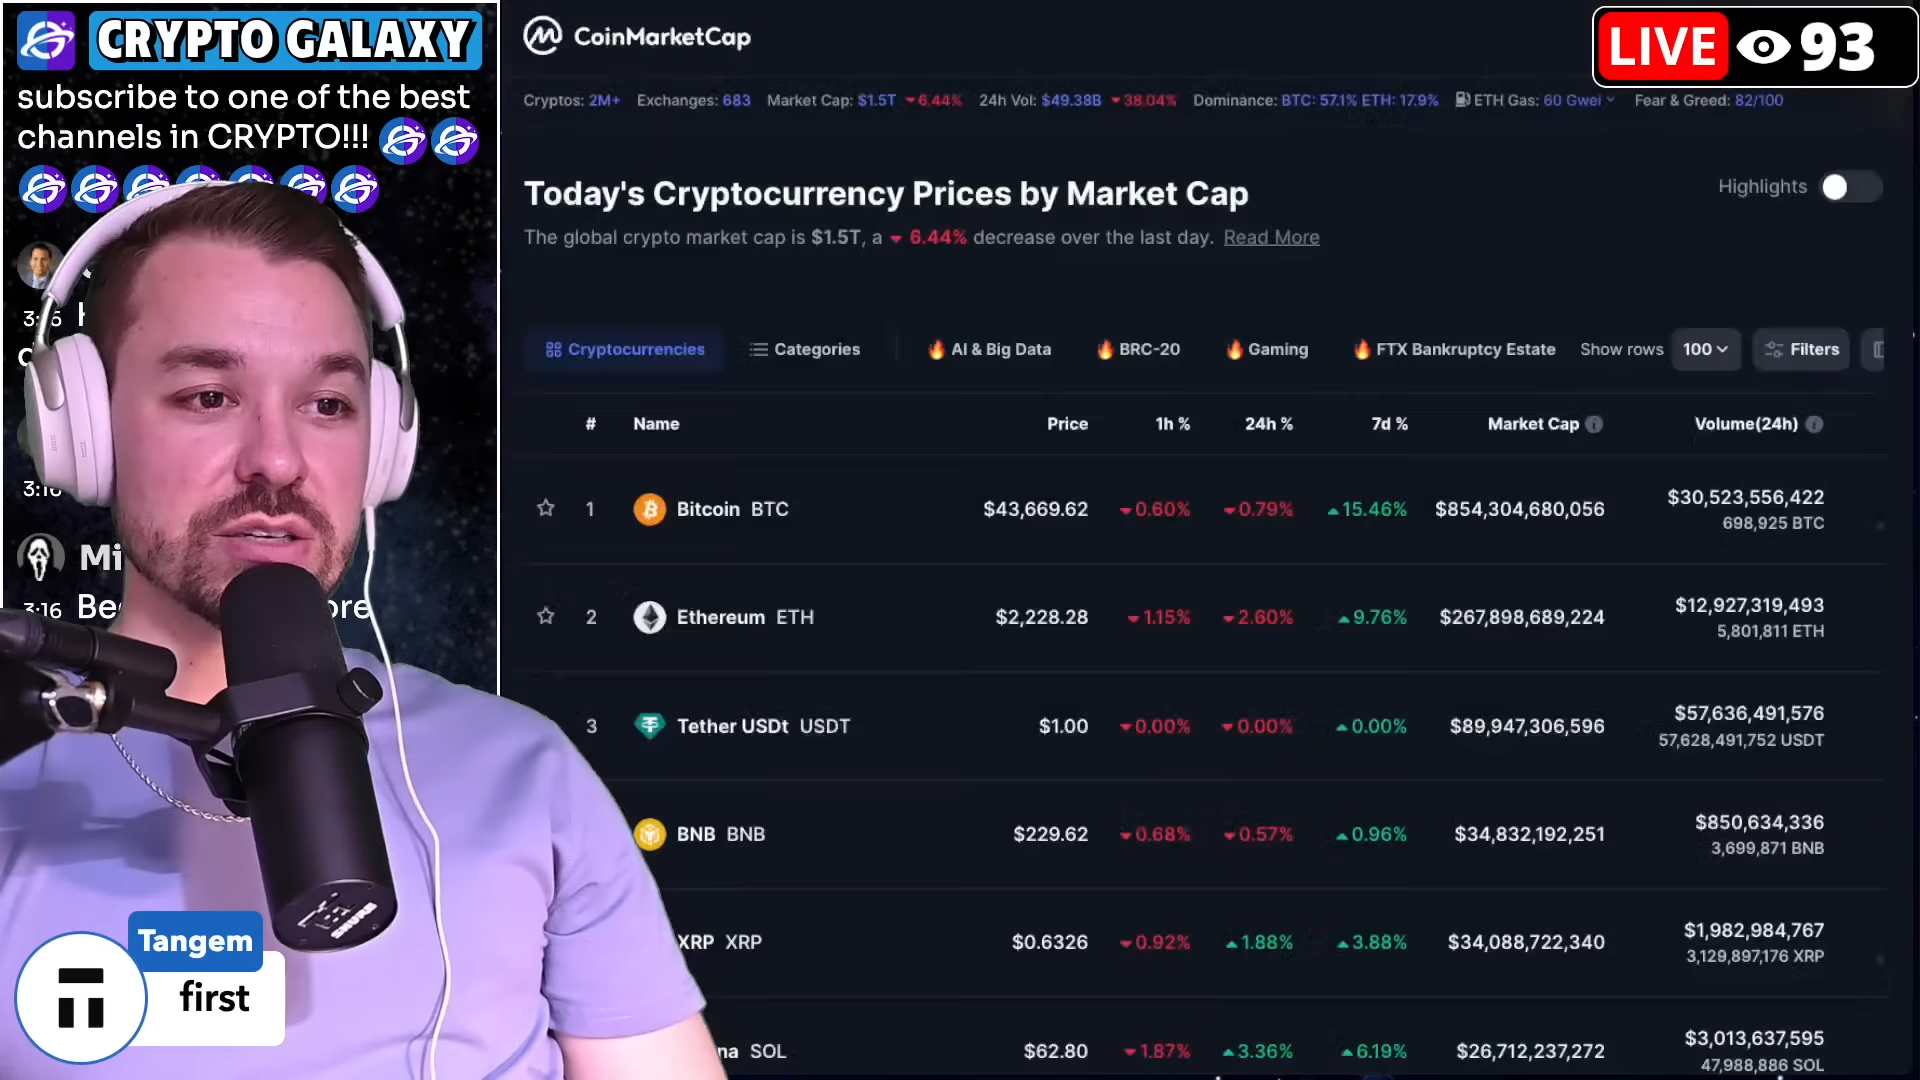 CRYPTO GALAXY
subscribe to one of the best
channels in CRYPTO!!!
3:16
Mi
3:16
Tangem
first
SHURE
CoinMarketCap
LIVE 93
Cryptos: 2M+ Exchanges: 683 Market Cap: $1.5T 6.44% 24h Vol: $49.38B 38.04% Dominance: BTC: 57.1% ETH: 17.9% ETH Gas: 60 Gwei Fear & Greed: 82/100
Today's Cryptocurrency Prices by Market Cap
Highlights
The global crypto market cap is $1.5T, a 6.44% decrease over the last day. Read More
Cryptocurrencies Categories AI & Big Data BRC-20 Gaming FTX Bankruptcy Estate Show rows 100 Filters
# Name Price 1h % 24h % 7d % Market Cap Volume(24h)
1 Bitcoin BTC $43,669.62 0.60% 0.79% 15.46% $854,304,680,056 $30,523,556,422
698,925 BTC
2 Ethereum ETH $2,228.28 1.15% 2.60% 9.76% $267,898,689,224 $12,927,319,493
5,801,811 ETH
3 Tether USDt USDT $1.00 0.00% 0.00% 0.00% $89,947,306,596 $57,636,491,576
57,628,491,752 USDT
BNB BNB $229.62 0.68% 0.57% 0.96% $34,832,192,251 $850,634,336
3,699,871 BNB
XRP XRP $0.6326 0.92% 1.88% 3.88% $34,088,722,340 $1,982,984,767
3,129,897,176 XRP
na SOL $62.80 1.87% 3.36% 6.19% $26,712,237,272 $3,013,637,595
47,988,886 SOL